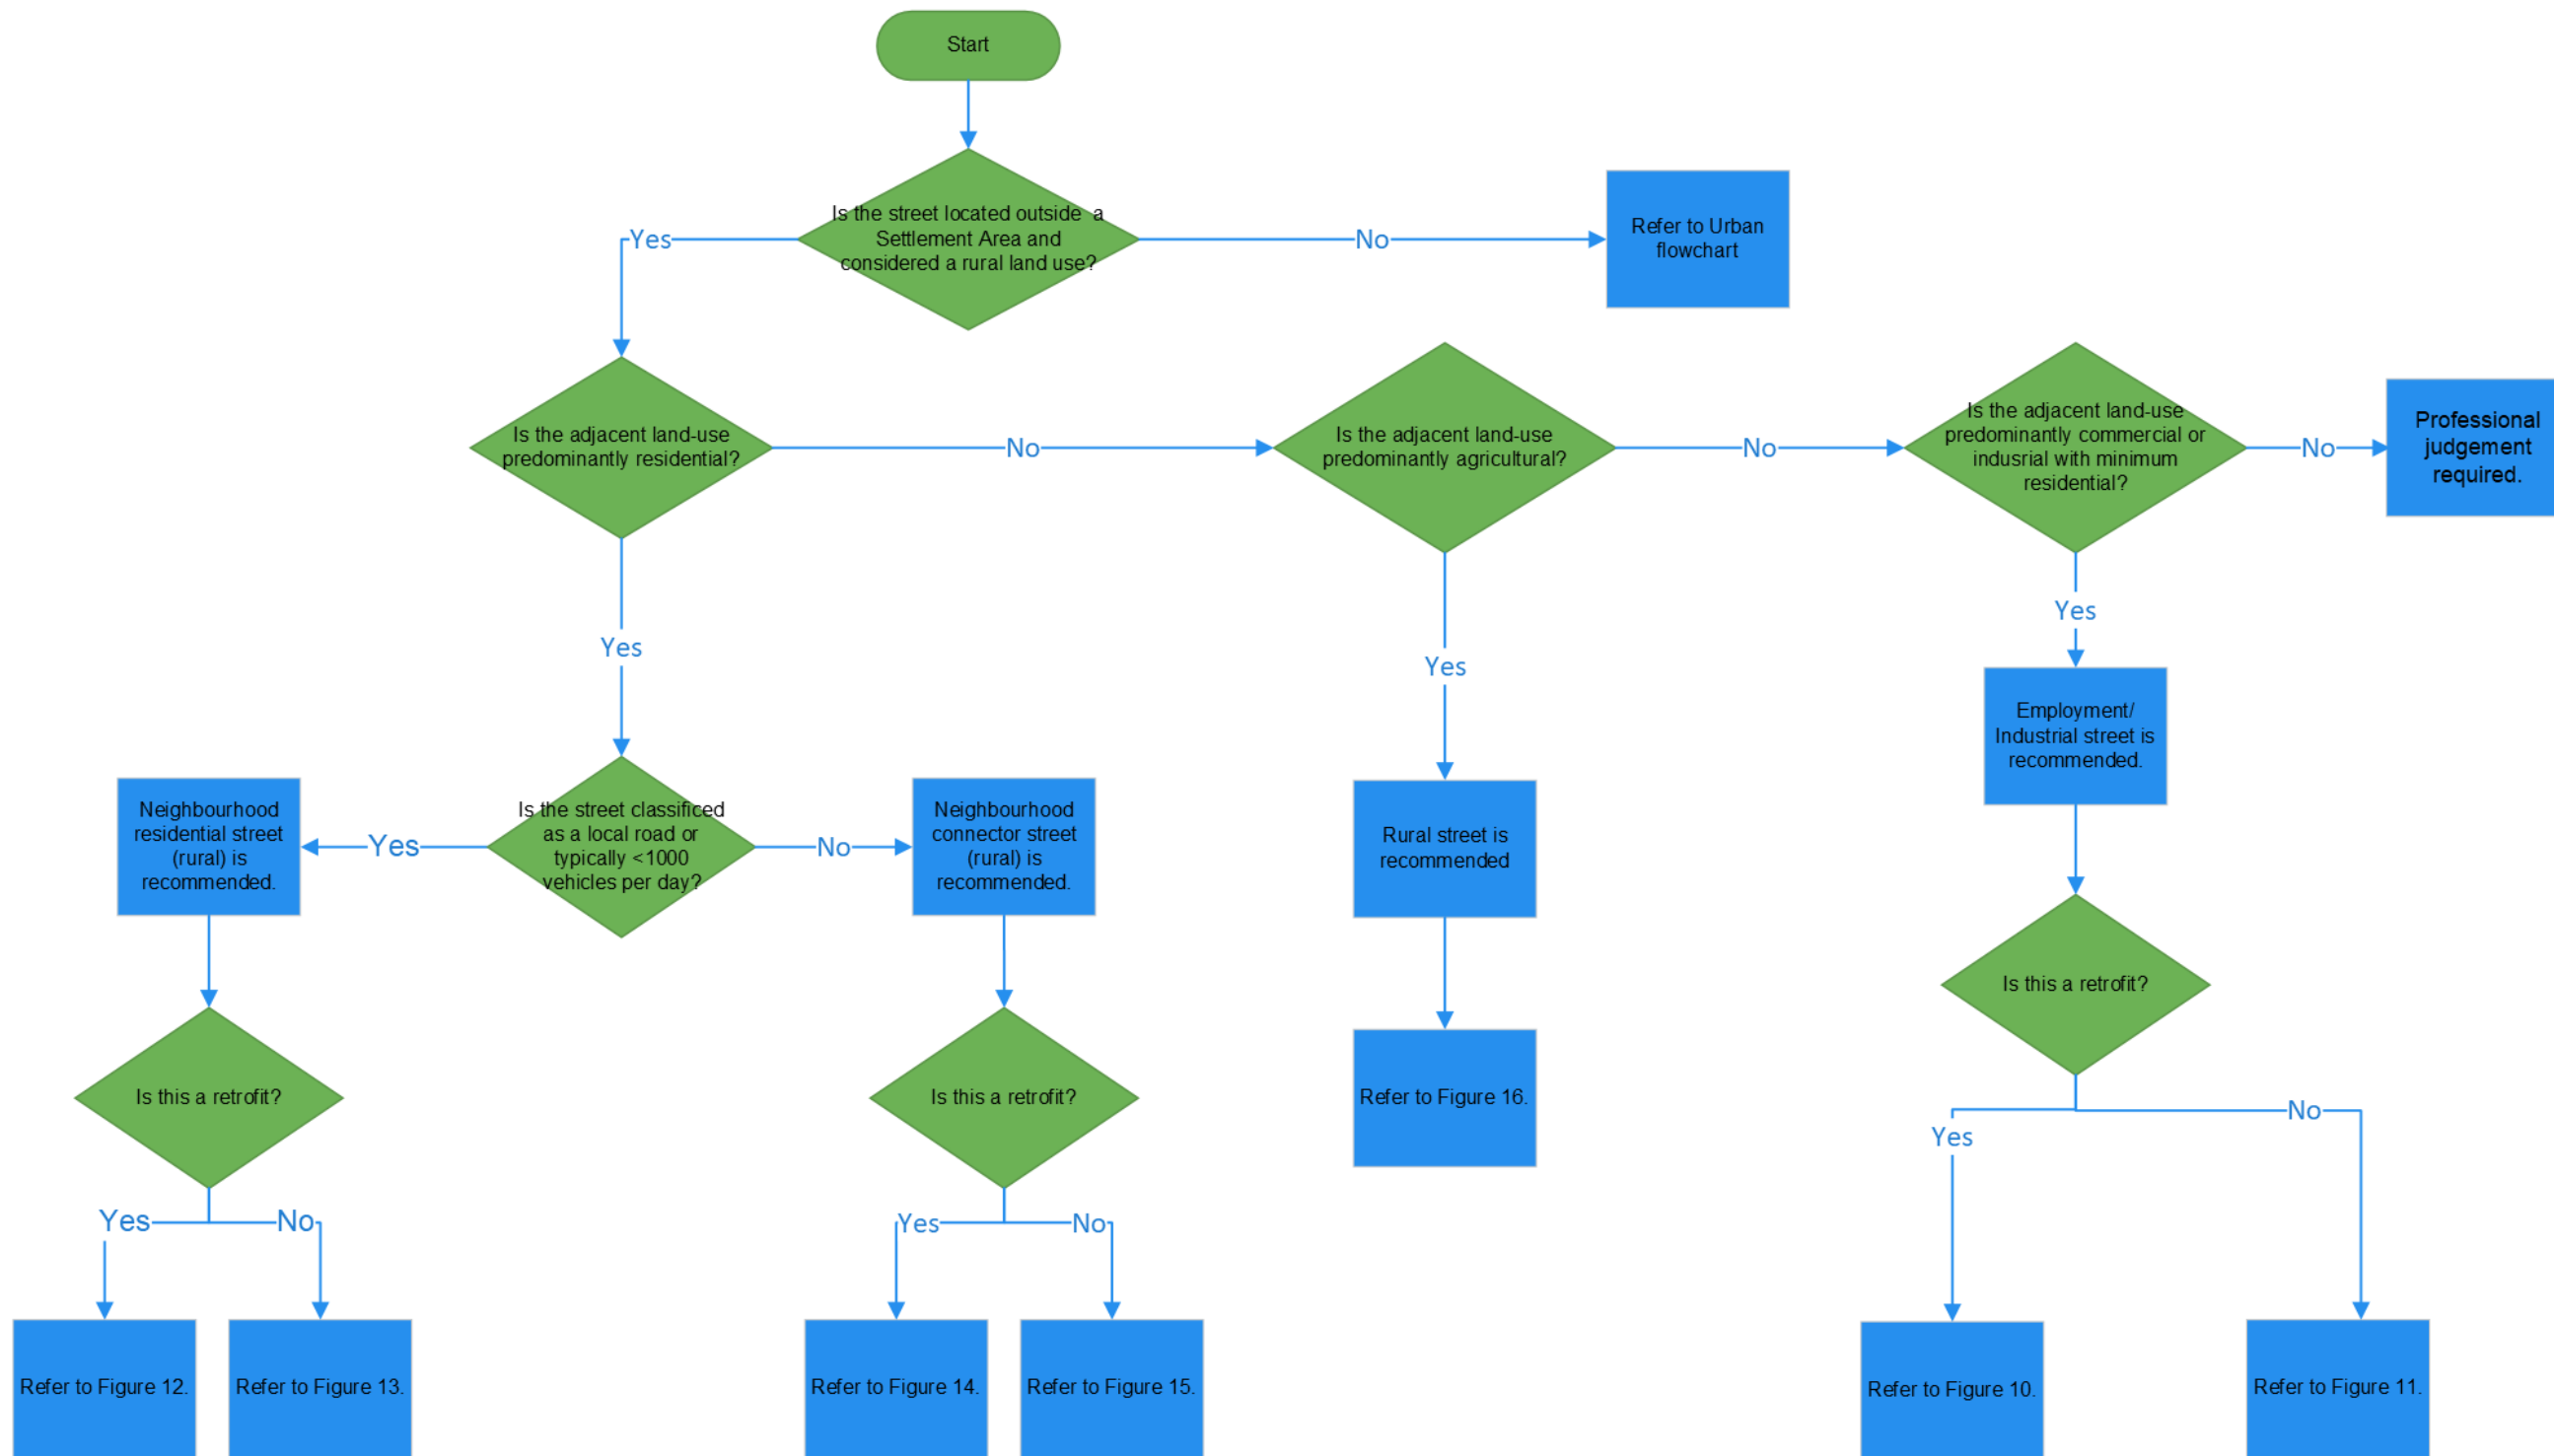 Start
Is the street located outside a
Settlement Area and
considered a rural land use?
Yes
No
Refer to Urban
flowchart
Is the adjacent land-use
predominantly residential?
No
Is the adjacent land-use
predominantly agricultural?
No
Is the adjacent land-use
predominantly commercial or
indusrial with minimum
residential?
No
Professional
judgement
required.
Yes
Yes
Yes
Neighbourhood
residential street
(rural) is
recommended.
Yes
Is the street classificed
as a local road or
typically <1000
vehicles per day?
No
Neighbourhood
connector street
(rural) is
recommended.
Rural street is
recommended
Employment/
Industrial street is
recommended.
Is this a retrofit?
Is this a retrofit?
Refer to Figure 16.
Is this a retrofit?
Yes
No
Yes
No
Yes
No
Refer to Figure 12.
Refer to Figure 13.
Refer to Figure 14.
Refer to Figure 15.
Refer to Figure 10.
Refer to Figure 11.